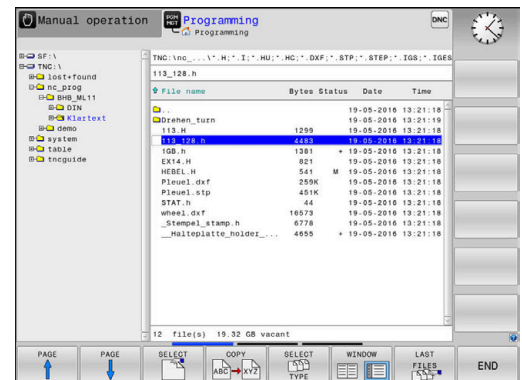 Manual operation
PGM MGT
Programming
Programming
DNC
SF:\
TNC:\
lost+found
nc_prog
BHB_ML11
DIN
Klartext
demo
system
table
tncguide
TNC:\nc_...\*.H;*.I;*.HU;*.HC;*.DXF;*.STP;*.STEP;*.IGS;*.IGES
113_128.h
File name Bytes Status Date Time
.. 19-05-2016 13:21:18
Drehen_turn 19-05-2016 13:21:19
113.H 1299 19-05-2016 13:21:18
113_128.h 4483 19-05-2016 13:21:18
1GB.h 1381 + 19-05-2016 13:21:18
EX14.H 821 19-05-2016 13:21:18
HEBEL.H 541 M 19-05-2016 13:21:18
Pleuel.dxf 259K 19-05-2016 13:21:18
Pleuel.stp 451K 19-05-2016 13:21:18
STAT.h 44 19-05-2016 13:21:18
wheel.dxf 16573 19-05-2016 13:21:18
_Stempel_stamp.h 6778 19-05-2016 13:21:18
__Halteplatte_holder_... 4655 + 19-05-2016 13:21:18
12 file(s) 19.32 GB vacant
PAGE
PAGE
SELECT
COPY
ABC XYZ
SELECT
TYPE
WINDOW
LAST
FILES
END